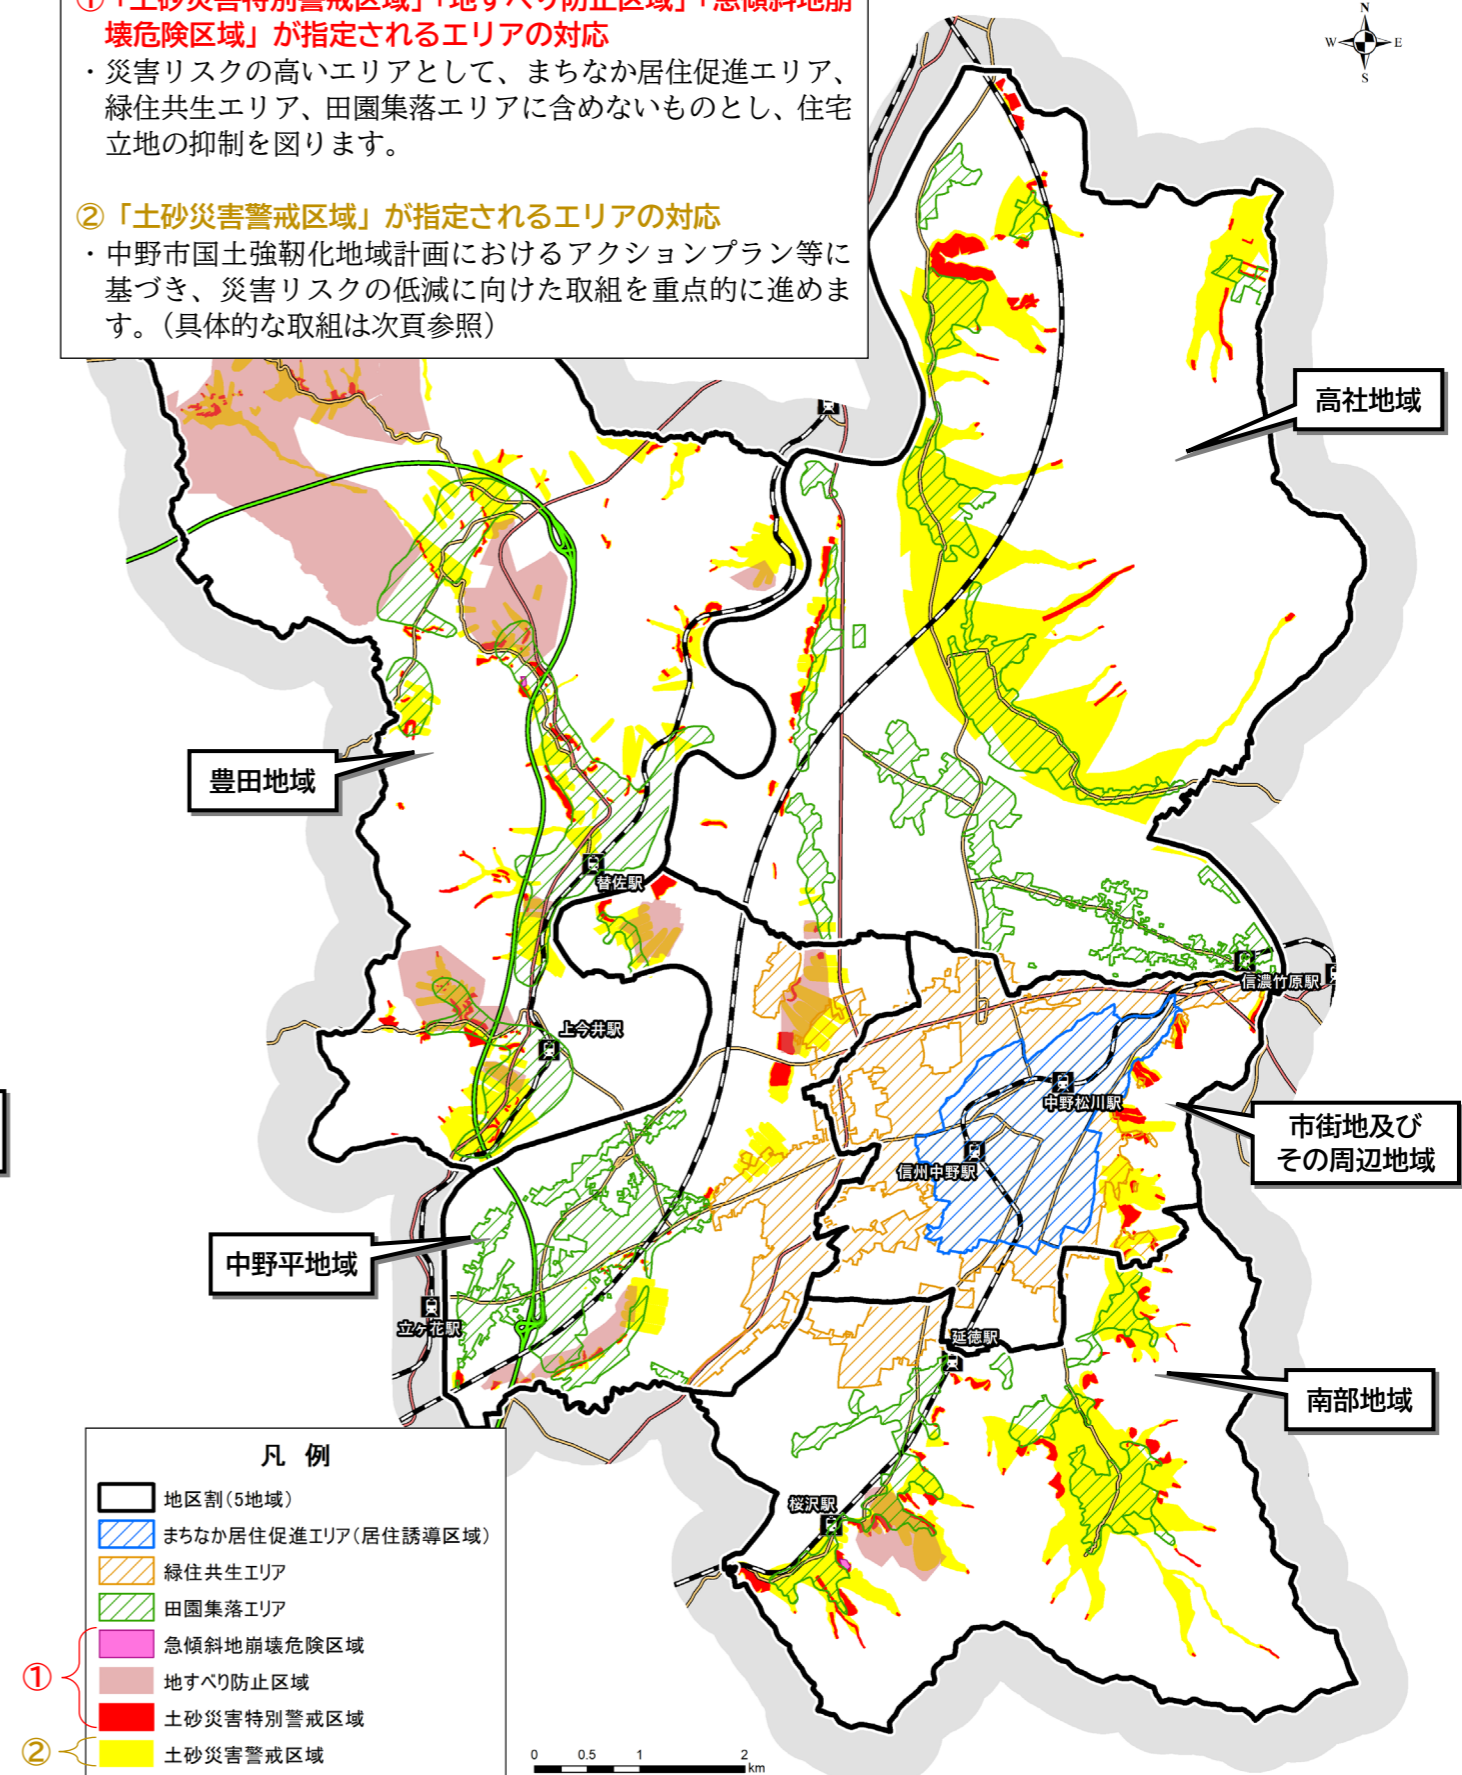 ①「土砂災害特別警戒区域」「地すべり防止区域」「急傾斜地崩
壊危険区域」が指定されるエリアの対応
・災害リスクの高いエリアとして、まちなか居住促進エリア、
緑住共生エリア、田園集落エリアに含めないものとし、住宅
立地の抑制を図ります。
②「土砂災害警戒区域」が指定されるエリアの対応
・中野市国土強靭化地域計画におけるアクションプラン等に
基づき、災害リスクの低減に向けた取組を重点的に進めま
す。（具体的な取組は次頁参照）
N
W
E
S
高社地域
豊田地域
替佐駅
信濃竹原駅
上今井駅
中野松川駅
市街地及び
その周辺地域
信州中野駅
中野平地域
立ヶ花駅
延徳駅
南部地域
桜沢駅
凡 例
地区割(5地域)
まちなか居住促進エリア(居住誘導区域)
緑住共生エリア
田園集落エリア
急傾斜地崩壊危険区域
①
地すべり防止区域
土砂災害特別警戒区域
②
土砂災害警戒区域
0 0.5 1 2
km